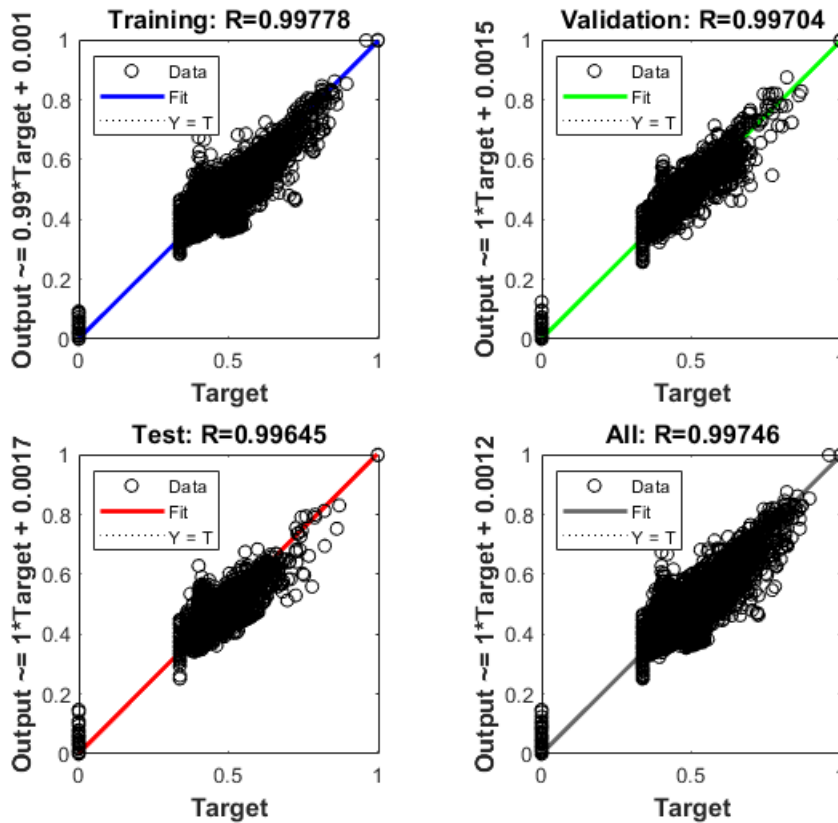 Training: R=0.99778
Output ~= 0.99*Target + 0.001
1
0.8
0.6
0.4
0.2
0
Data
Fit
Y = T
0
0.5
1
Target
Validation: R=0.99704
Output ~= 1*Target + 0.0015
1
0.8
0.6
0.4
0.2
0
Data
Fit
Y = T
0
0.5
1
Target
Test: R=0.99645
Output ~= 1*Target + 0.0017
1
0.8
0.6
0.4
0.2
0
Data
Fit
Y = T
0
0.5
1
Target
All: R=0.99746
Output ~= 1*Target + 0.0012
1
0.8
0.6
0.4
0.2
0
Data
Fit
Y = T
0
0.5
1
Target